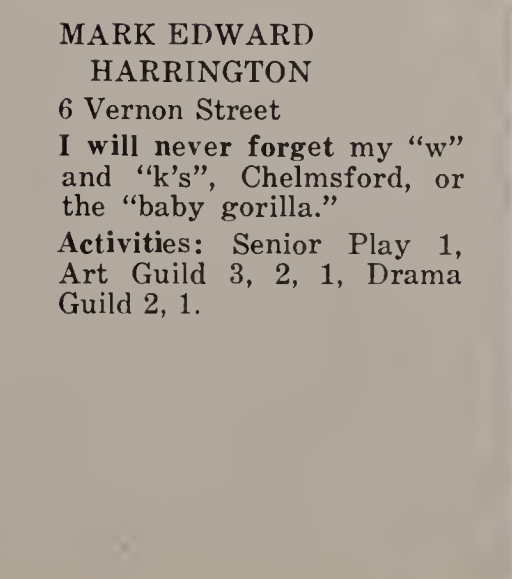 MARK EDWARD
HARRINGTON
6 Vernon Street
I will never forget my “w”
and “k's”, Chelmsford, or
the “baby gorilla.”
Activities: Senior Play 1,
Art Guild 3, 2, 1, Drama
Guild 2, 1.